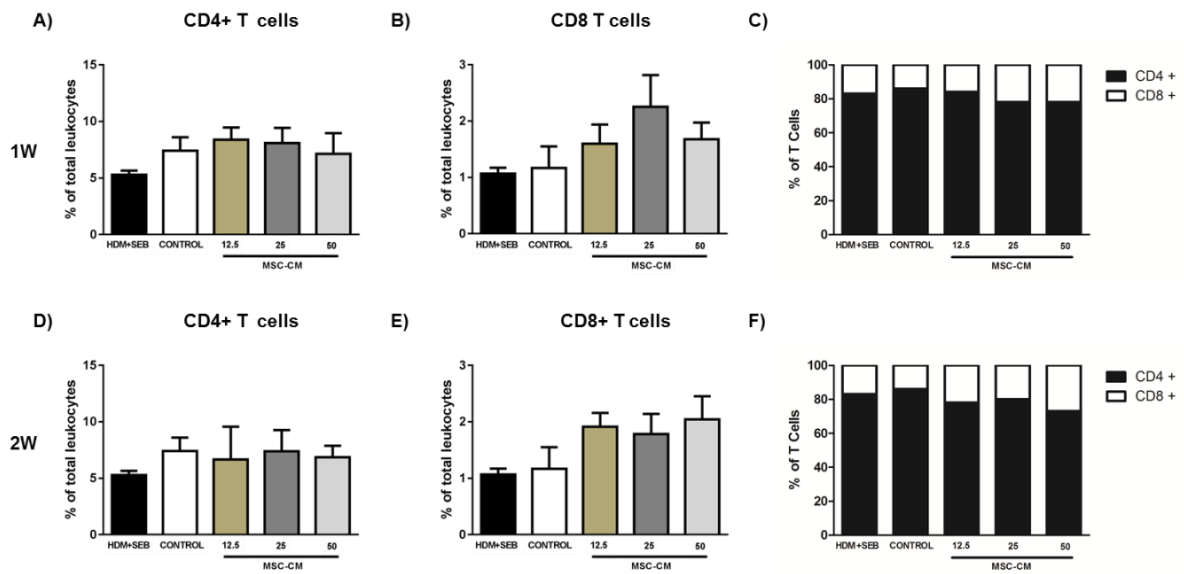 A) CD4+ T cells
B) CD8 T cells
C)
1W
% of total leukocytes
15
10
5
0
HDM+SEB CONTROL 12.5 25 50
MSC-CM
% of total leukocytes
3
2
1
0
HDM+SEB CONTROL 12.5 25 50
MSC-CM
% of T Cells
100
80
60
40
20
0
HDM+SEB CONTROL 12.5 25 50
MSC-CM
CD4 +
CD8 +
D) CD4+ T cells
E) CD8+ T cells
F)
2W
% of total leukocytes
15
10
5
0
HDM+SEB CONTROL 12.5 25 50
MSC-CM
% of total leukocytes
3
2
1
0
HDM+SEB CONTROL 12.5 25 50
MSC-CM
% of T Cells
100
80
60
40
20
0
HDM+SEB CONTROL 12.5 25 50
MSC-CM
CD4 +
CD8 +